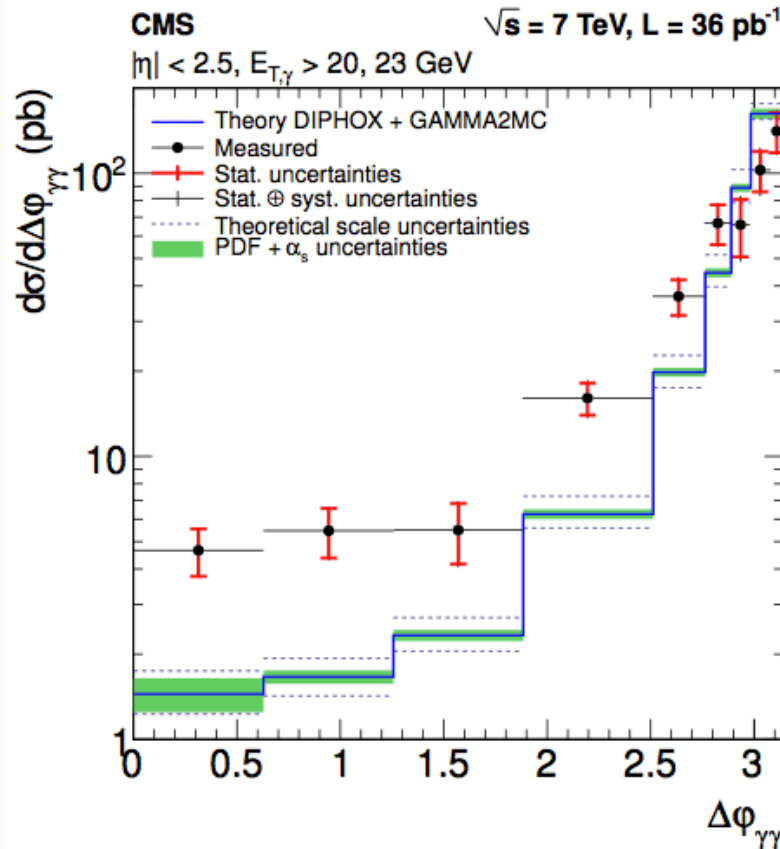 CMS √s = 7 TeV, L = 36 pb⁻¹
|η| < 2.5, E_T,γ > 20, 23 GeV
Theory DIPHOX + GAMMA2MC
Measured
Stat. uncertainties
Stat. ⊕ syst. uncertainties
Theoretical scale uncertainties
PDF + α_s uncertainties
dσ/dΔφ_γγ (pb)
10²
10
1
0 0.5 1 1.5 2 2.5 3
Δφ_γγ